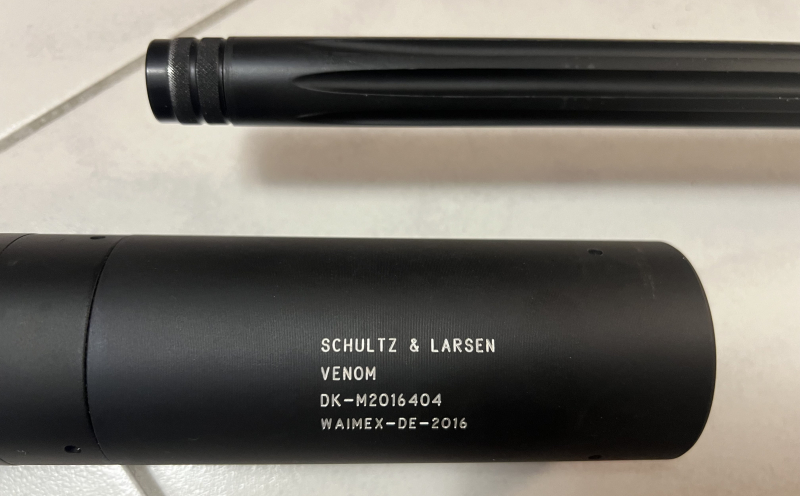 SCHULTZ & LARSEN
VENOM
DK-M2016404
WAIMEX-DE-2016